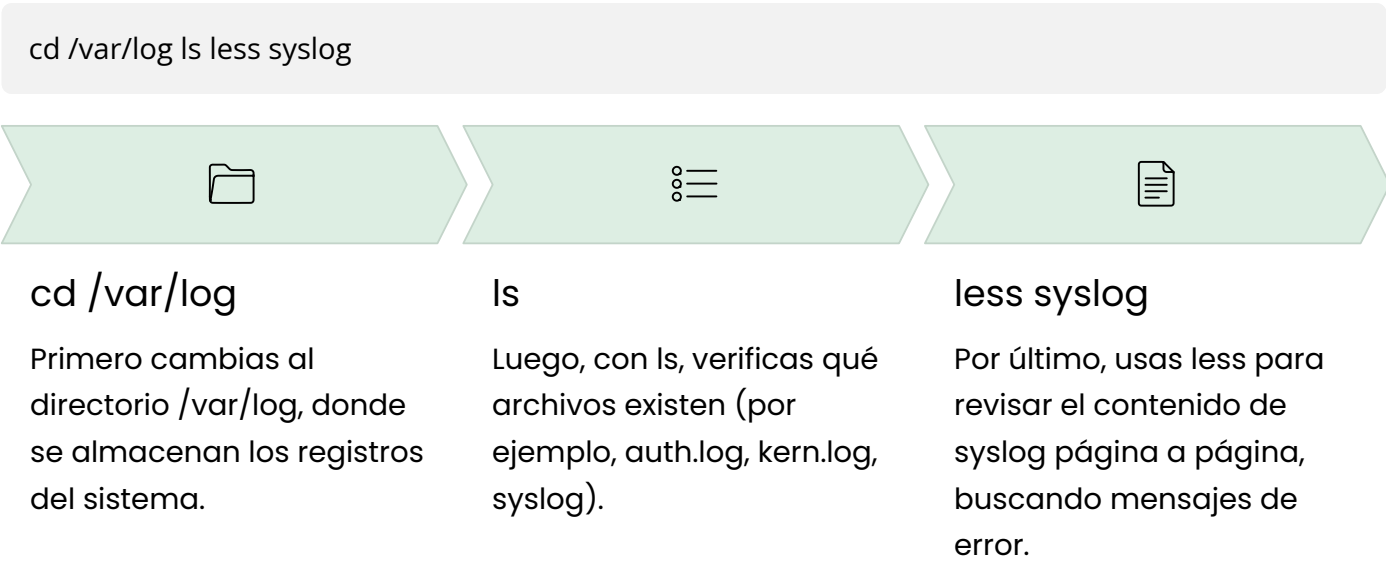 cd /var/log ls less syslog
cd /var/log
Primero cambias al
directorio /var/log, donde
se almacenan los registros
del sistema.
ls
Luego, con ls, verificas qué
archivos existen (por
ejemplo, auth.log, kern.log,
syslog).
less syslog
Por último, usas less para
revisar el contenido de
syslog página a página,
buscando mensajes de
error.